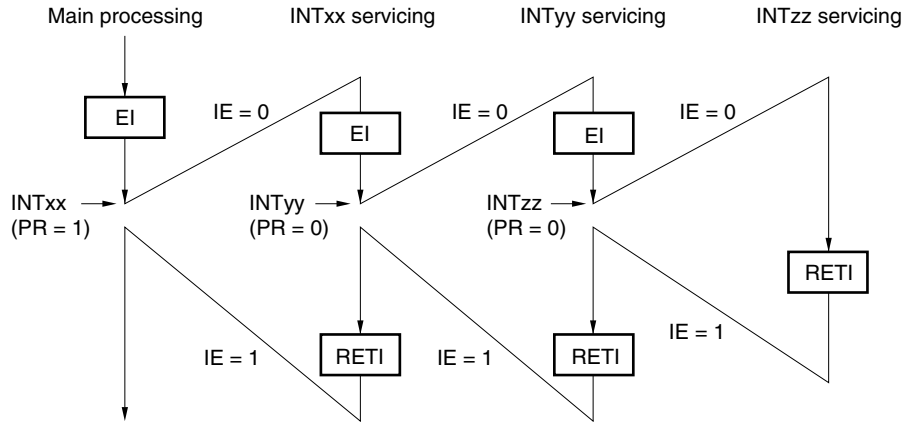 Main processing
INTxx servicing
INTyy servicing
INTzz servicing
EI
IE = 0
EI
IE = 0
EI
IE = 0
INTxx
(PR = 1)
INTyy
(PR = 0)
INTzz
(PR = 0)
RETI
IE = 1
RETI
IE = 1
RETI
IE = 1